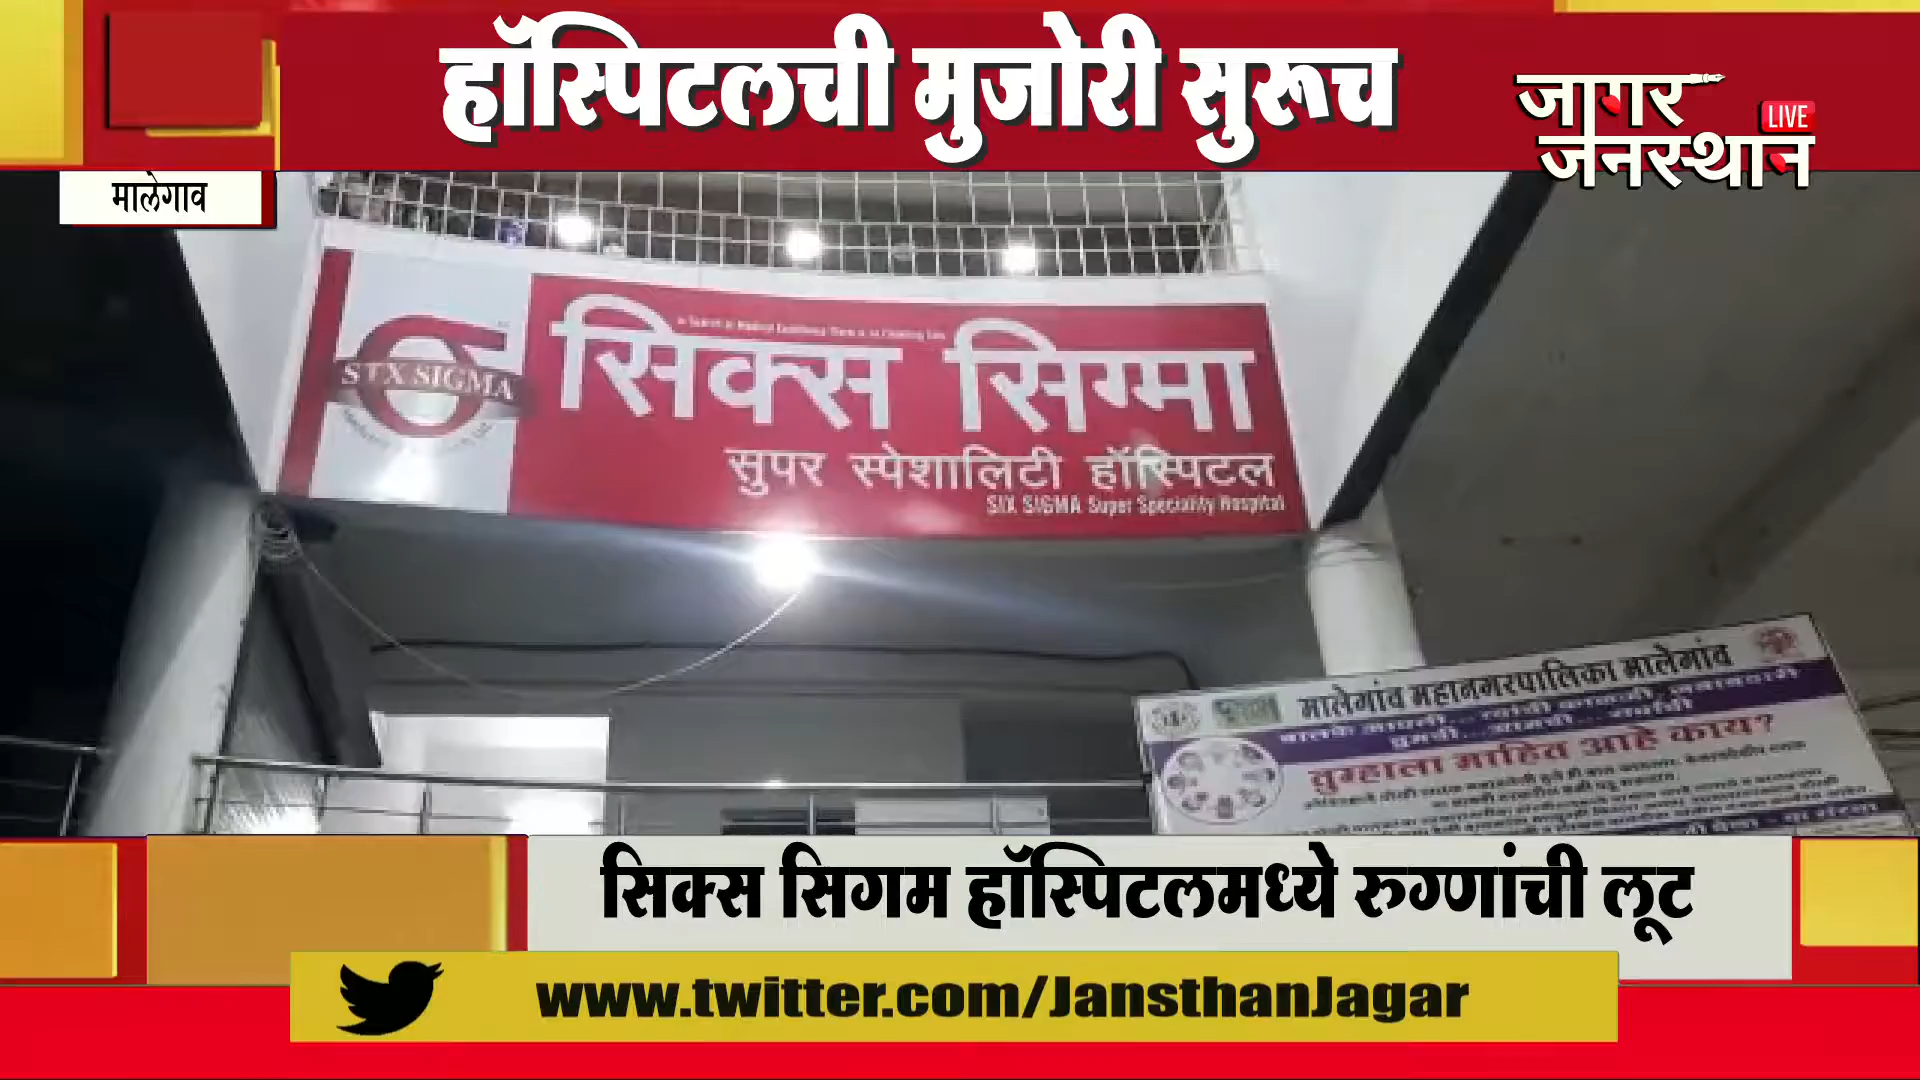 हॉस्पिटलची मुजोरी सुरूच
जागर
LIVE
जनस्थान
मालेगाव
सिक्स सिग्मा
STX SIGMA
सुपर स्पेशालिटी हॉस्पिटल
SIX SIGMA Super Speciality Hospital
मालेगांव महानगरपालिका मालेगांव
तुम्हाला माहित आहे काय?
सिक्स सिगम हॉस्पिटलमध्ये रुग्णांची लूट
www.twitter.com/JansthanJagar